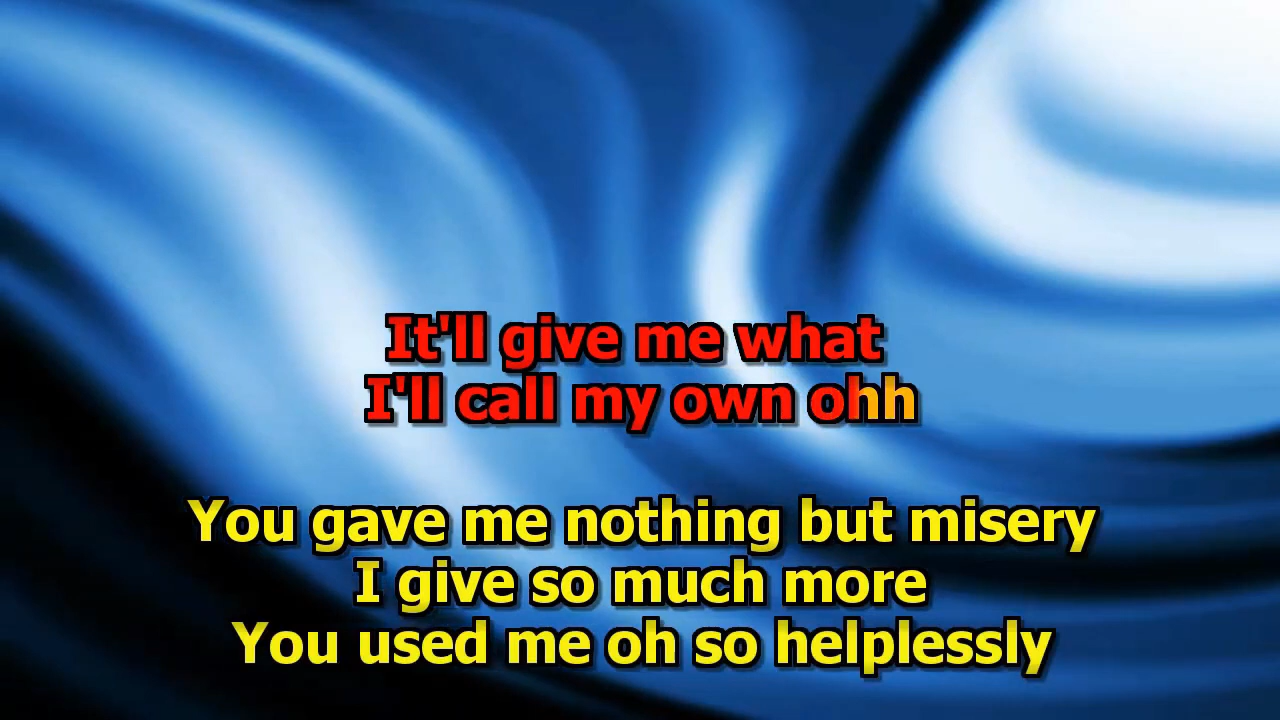 It'll give me what
I'll call my own ohh
You gave me nothing but misery
I give so much more
You used me oh so helplessly